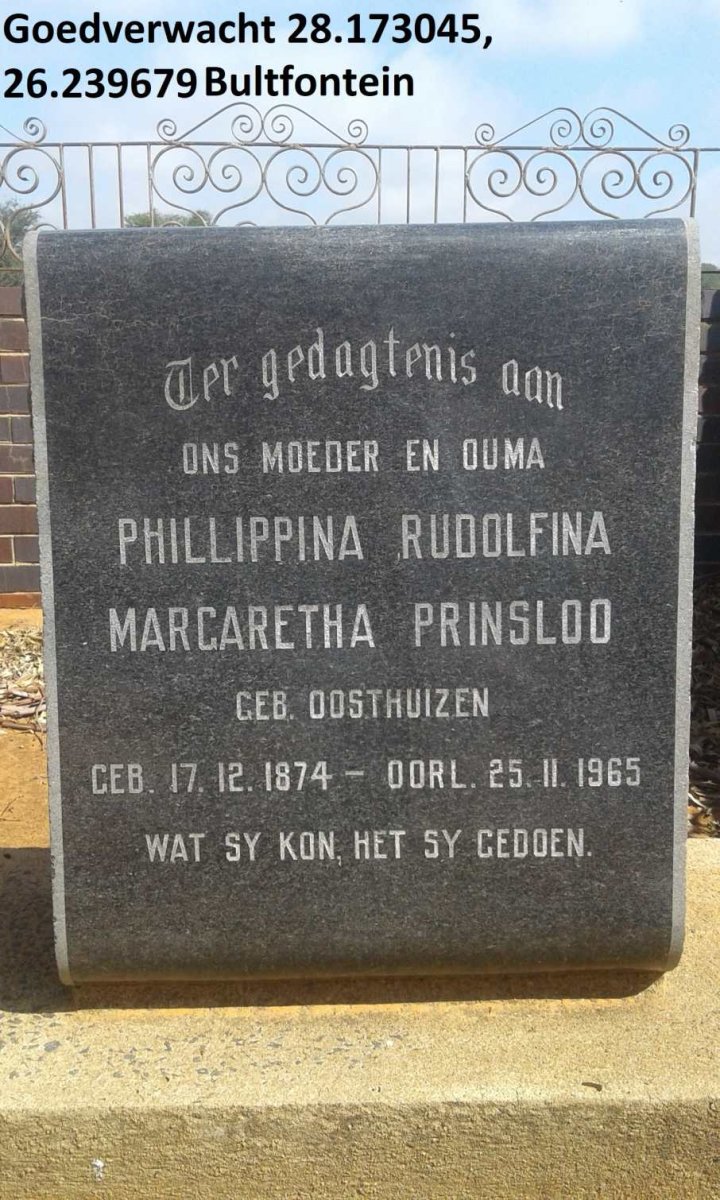 Goedverwacht 28.173045,
26.239679 Bultfontein
Ter gedagtenis aan
ONS MOEDER EN OUMA
PHILLIPPINA RUDOLFINA
MARGARETHA PRINSLOO
GEB. OOSTHUIZEN
GEB. 17. 12. 1874 – OORL. 25. 11. 1965
WAT SY KON, HET SY GEDOEN.